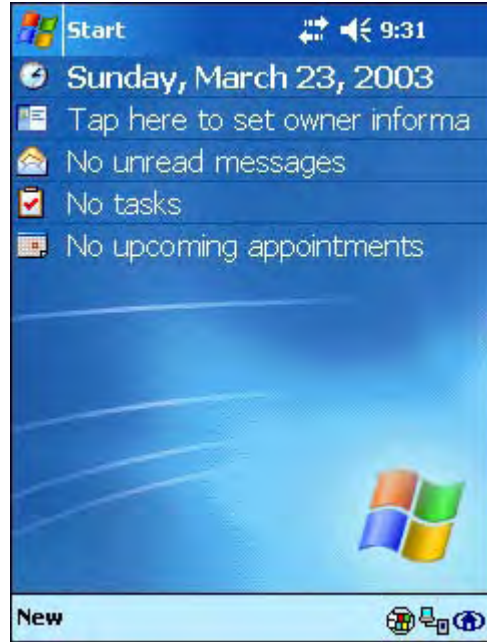 Start 9:31
Sunday, March 23, 2003
Tap here to set owner informa
No unread messages
No tasks
No upcoming appointments
New